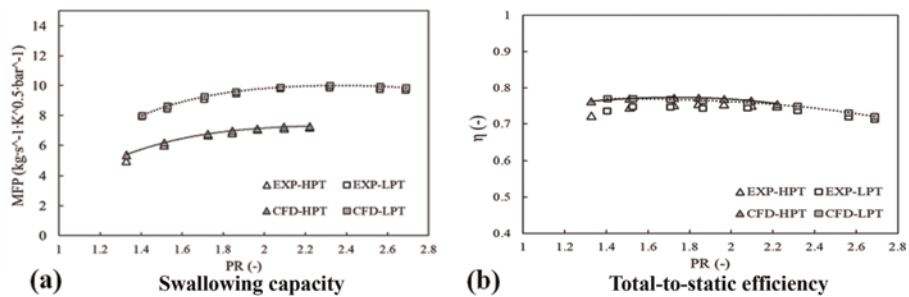 14
12
10
8
6
4
2
0
MFP (kg·s^-1·K^0.5·bar^-1)
EXP-HPT
EXP-LPT
CFD-HPT
CFD-LPT
1
1.2
1.4
1.6
1.8
2
2.2
2.4
2.6
2.8
PR (-)
(a)
Swallowing capacity
1
0.9
0.8
0.7
0.6
0.5
0.4
η (-)
EXP-HPT
EXP-LPT
CFD-HPT
CFD-LPT
1
1.2
1.4
1.6
1.8
2
2.2
2.4
2.6
2.8
PR (-)
(b)
Total-to-static efficiency